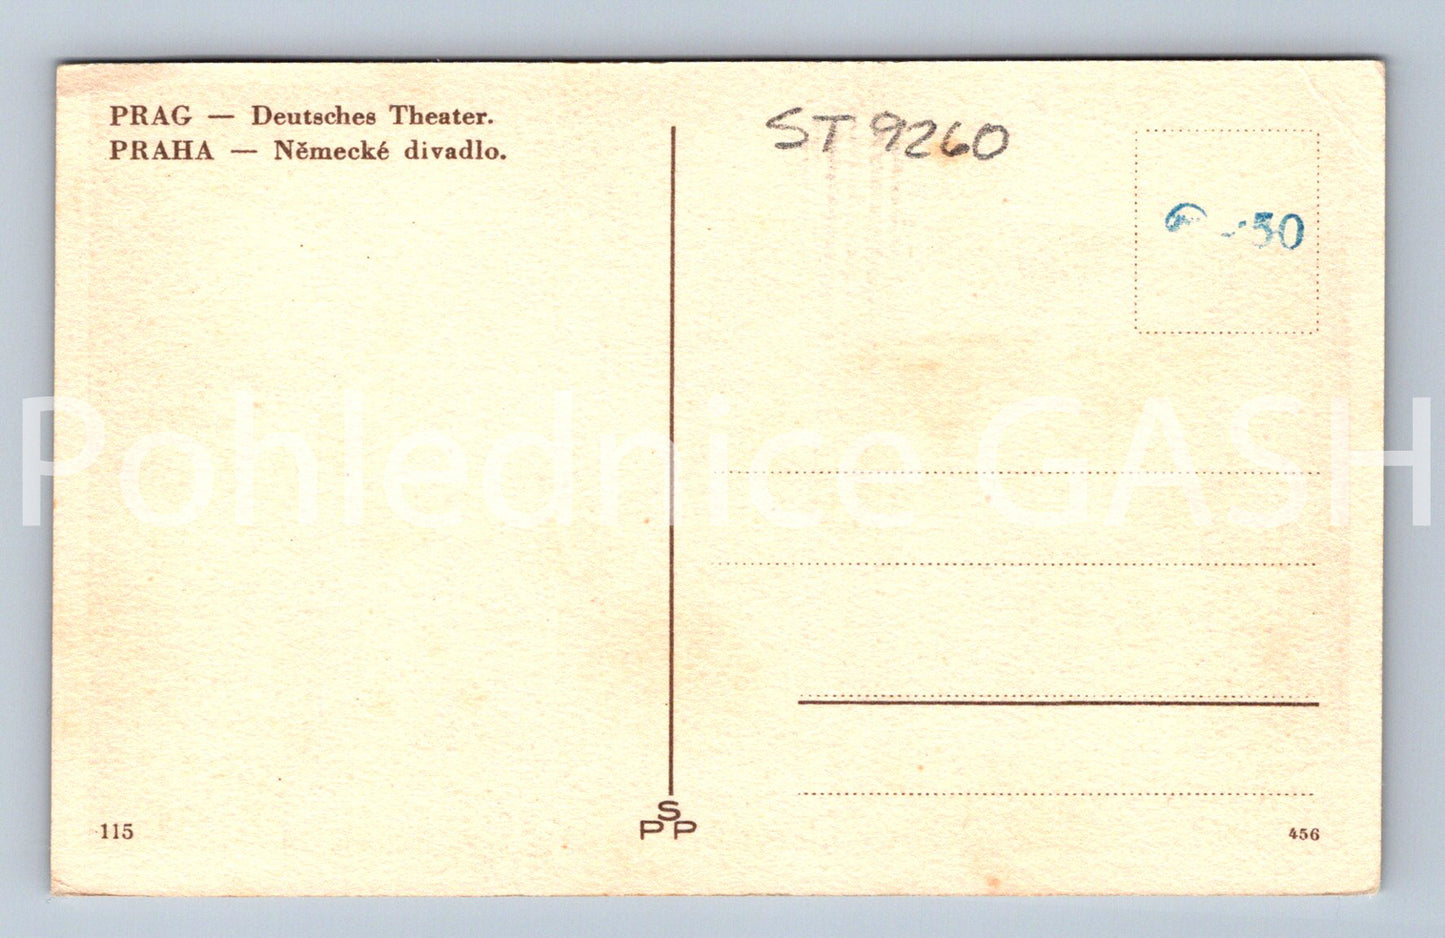 PRAG — Deutsches Theater.
PRAHA — Německé divadlo.
ST 9260
50
Pohlednice GASH
115
S
PP
456